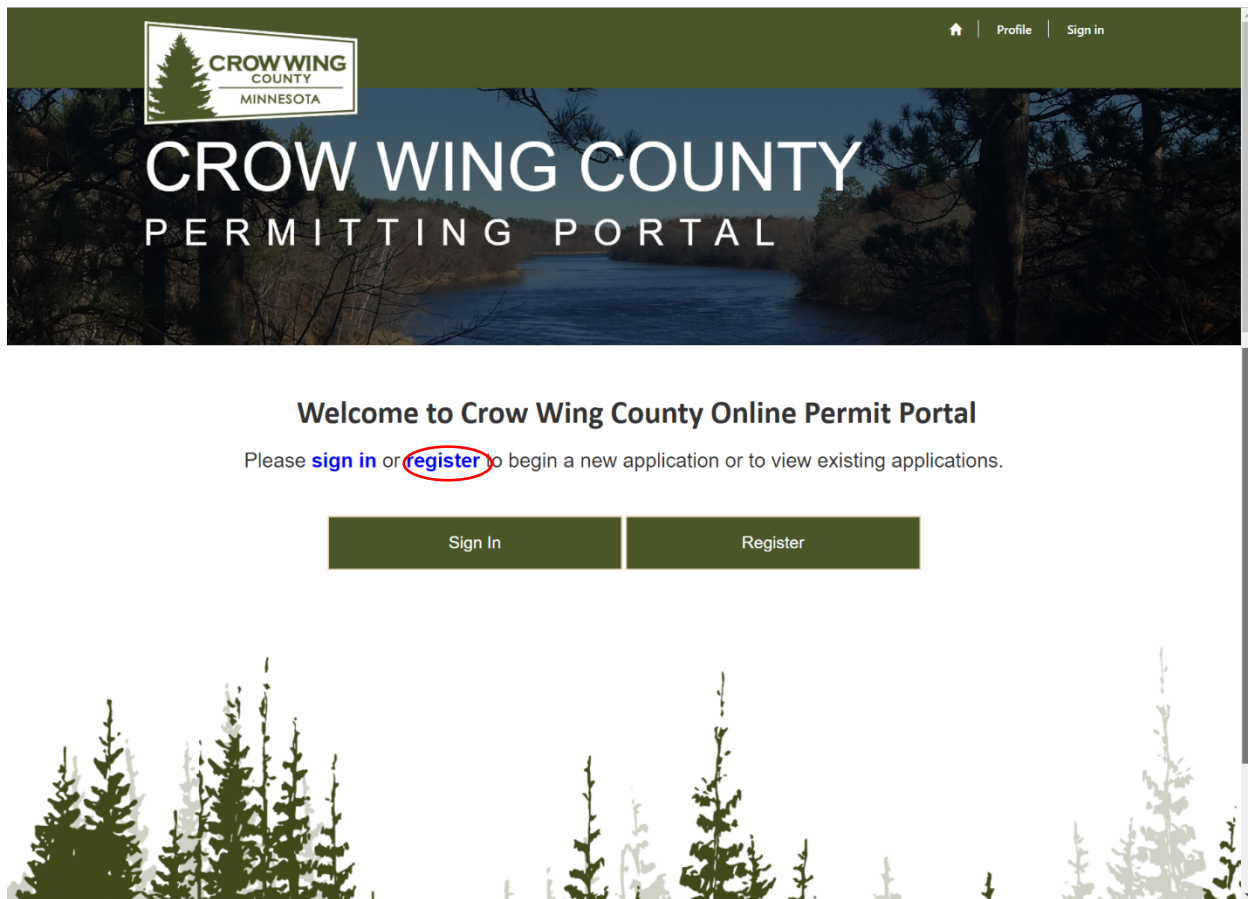 Profile
Sign in
CROW WING
COUNTY
MINNESOTA
CROW WING COUNTY
PERMITTING PORTAL
Welcome to Crow Wing County Online Permit Portal
Please sign in or register to begin a new application or to view existing applications.
Sign In
Register